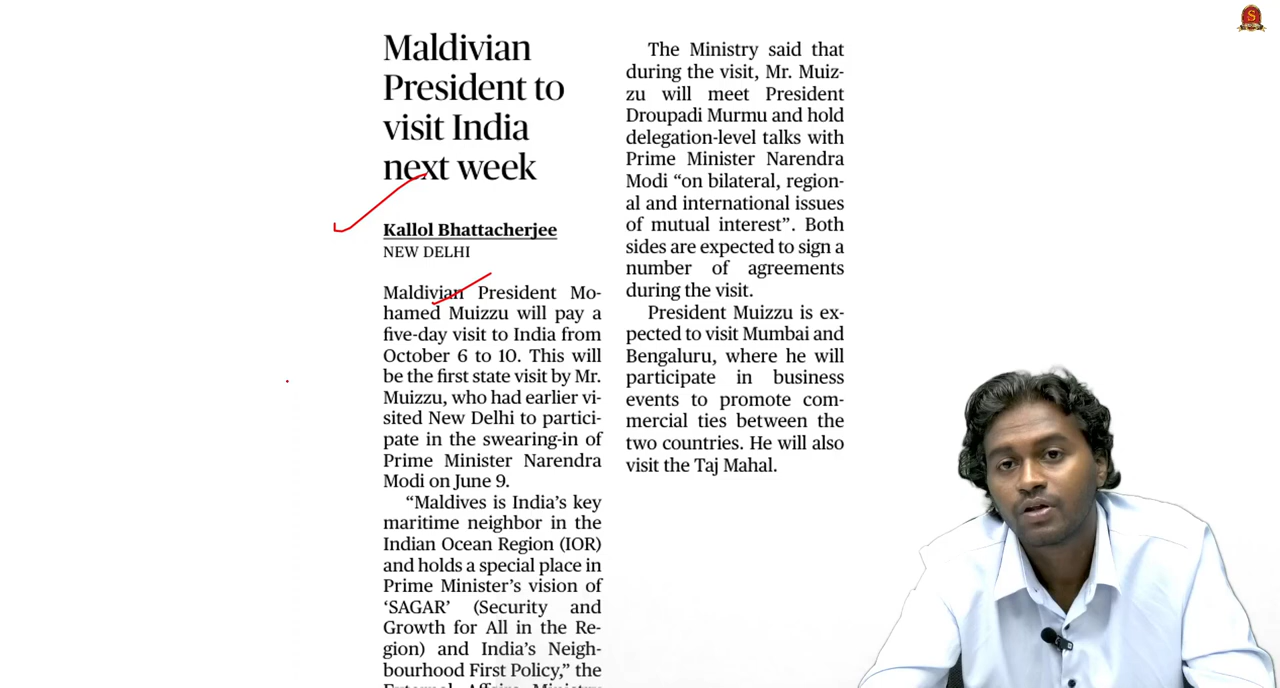 Maldivian
President to
visit India
next week
Kallol Bhattacherjee
NEW DELHI
Maldivian President Mo-
hamed Muizzu will pay a
five-day visit to India from
October 6 to 10. This will
be the first state visit by Mr.
Muizzu, who had earlier vi-
sited New Delhi to partici-
pate in the swearing-in of
Prime Minister Narendra
Modi on June 9.
“Maldives is India’s key
maritime neighbor in the
Indian Ocean Region (IOR)
and holds a special place in
Prime Minister’s vision of
‘SAGAR’ (Security and
Growth for All in the Re-
gion) and India’s Neigh-
bourhood First Policy,” the
External Affairs Ministry
The Ministry said that
during the visit, Mr. Muiz-
zu will meet President
Droupadi Murmu and hold
delegation-level talks with
Prime Minister Narendra
Modi “on bilateral, region-
al and international issues
of mutual interest”. Both
sides are expected to sign a
number of agreements
during the visit.
President Muizzu is ex-
pected to visit Mumbai and
Bengaluru, where he will
participate in business
events to promote com-
mercial ties between the
two countries. He will also
visit the Taj Mahal.
S